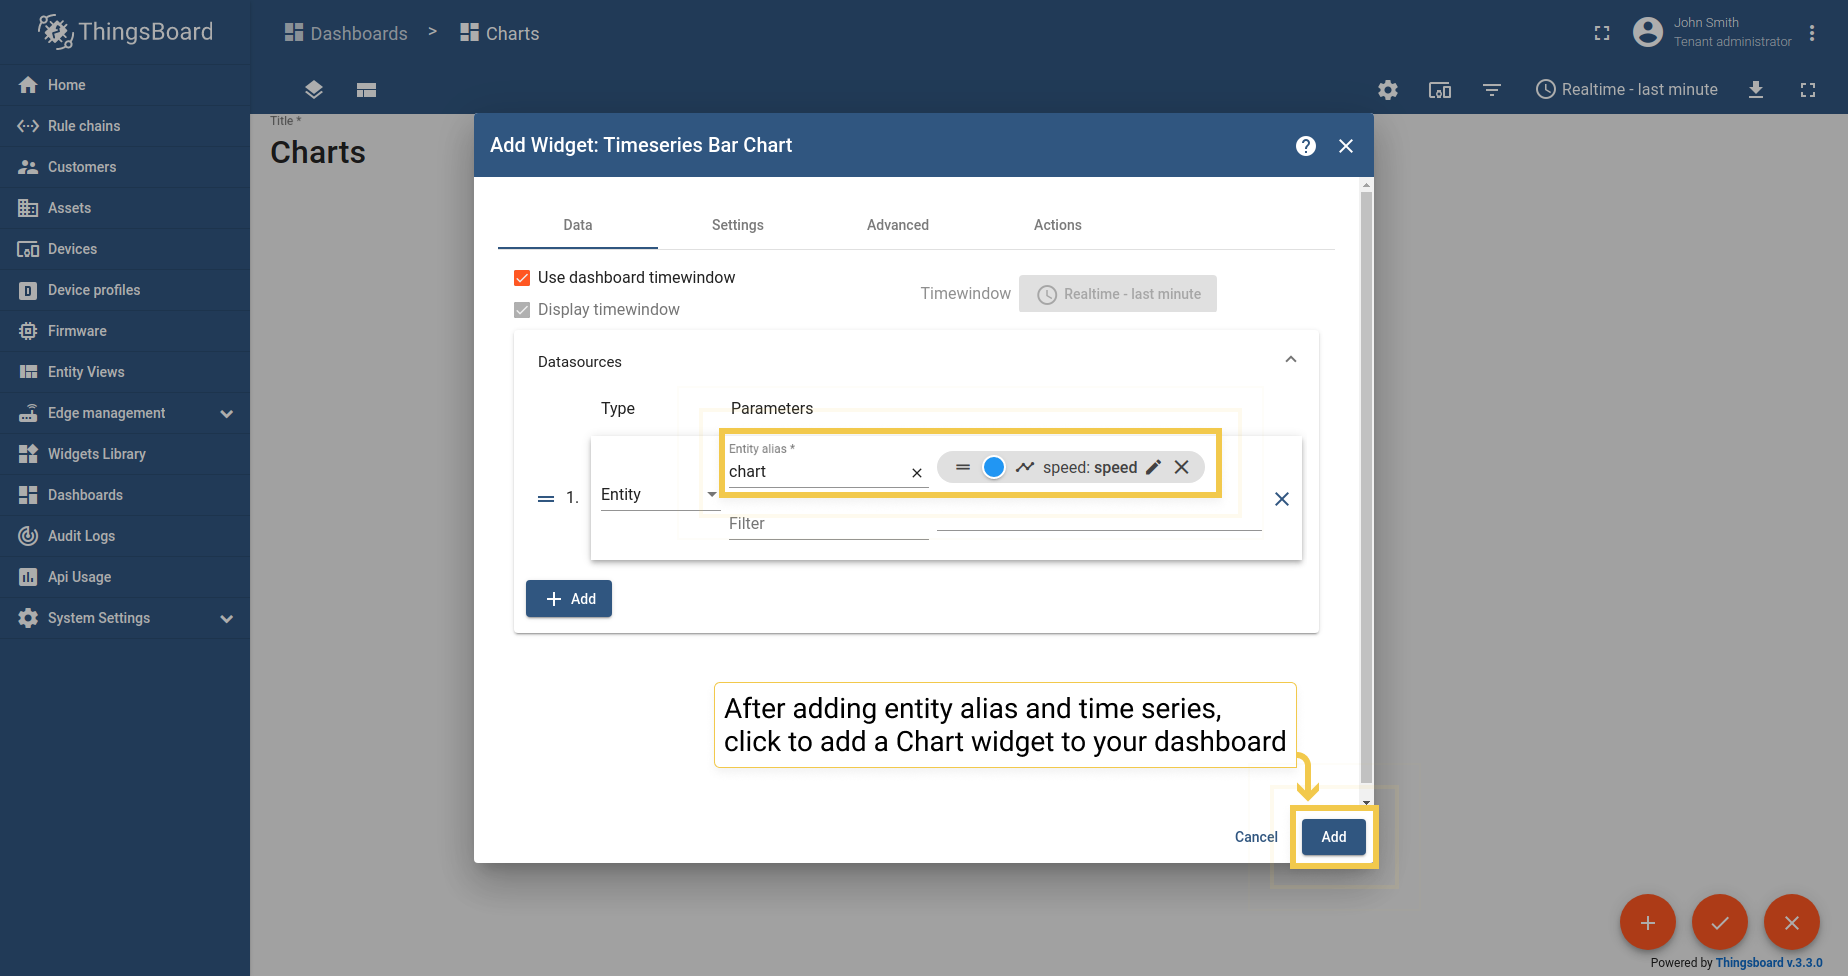 ThingsBoard
Dashboards > Charts
John Smith
Tenant administrator
Home
Rule chains
Customers
Assets
Devices
Device profiles
Firmware
Entity Views
Edge management
Widgets Library
Dashboards
Audit Logs
Api Usage
System Settings
Realtime - last minute
Title *
Charts
Add Widget: Timeseries Bar Chart
Data Settings Advanced Actions
Use dashboard timewindow
Display timewindow
Timewindow Realtime - last minute
Datasources
Type Parameters
Entity alias *
chart speed: speed
1. Entity
Filter
Add
After adding entity alias and time series,
click to add a Chart widget to your dashboard
Cancel Add
Powered by Thingsboard v.3.3.0